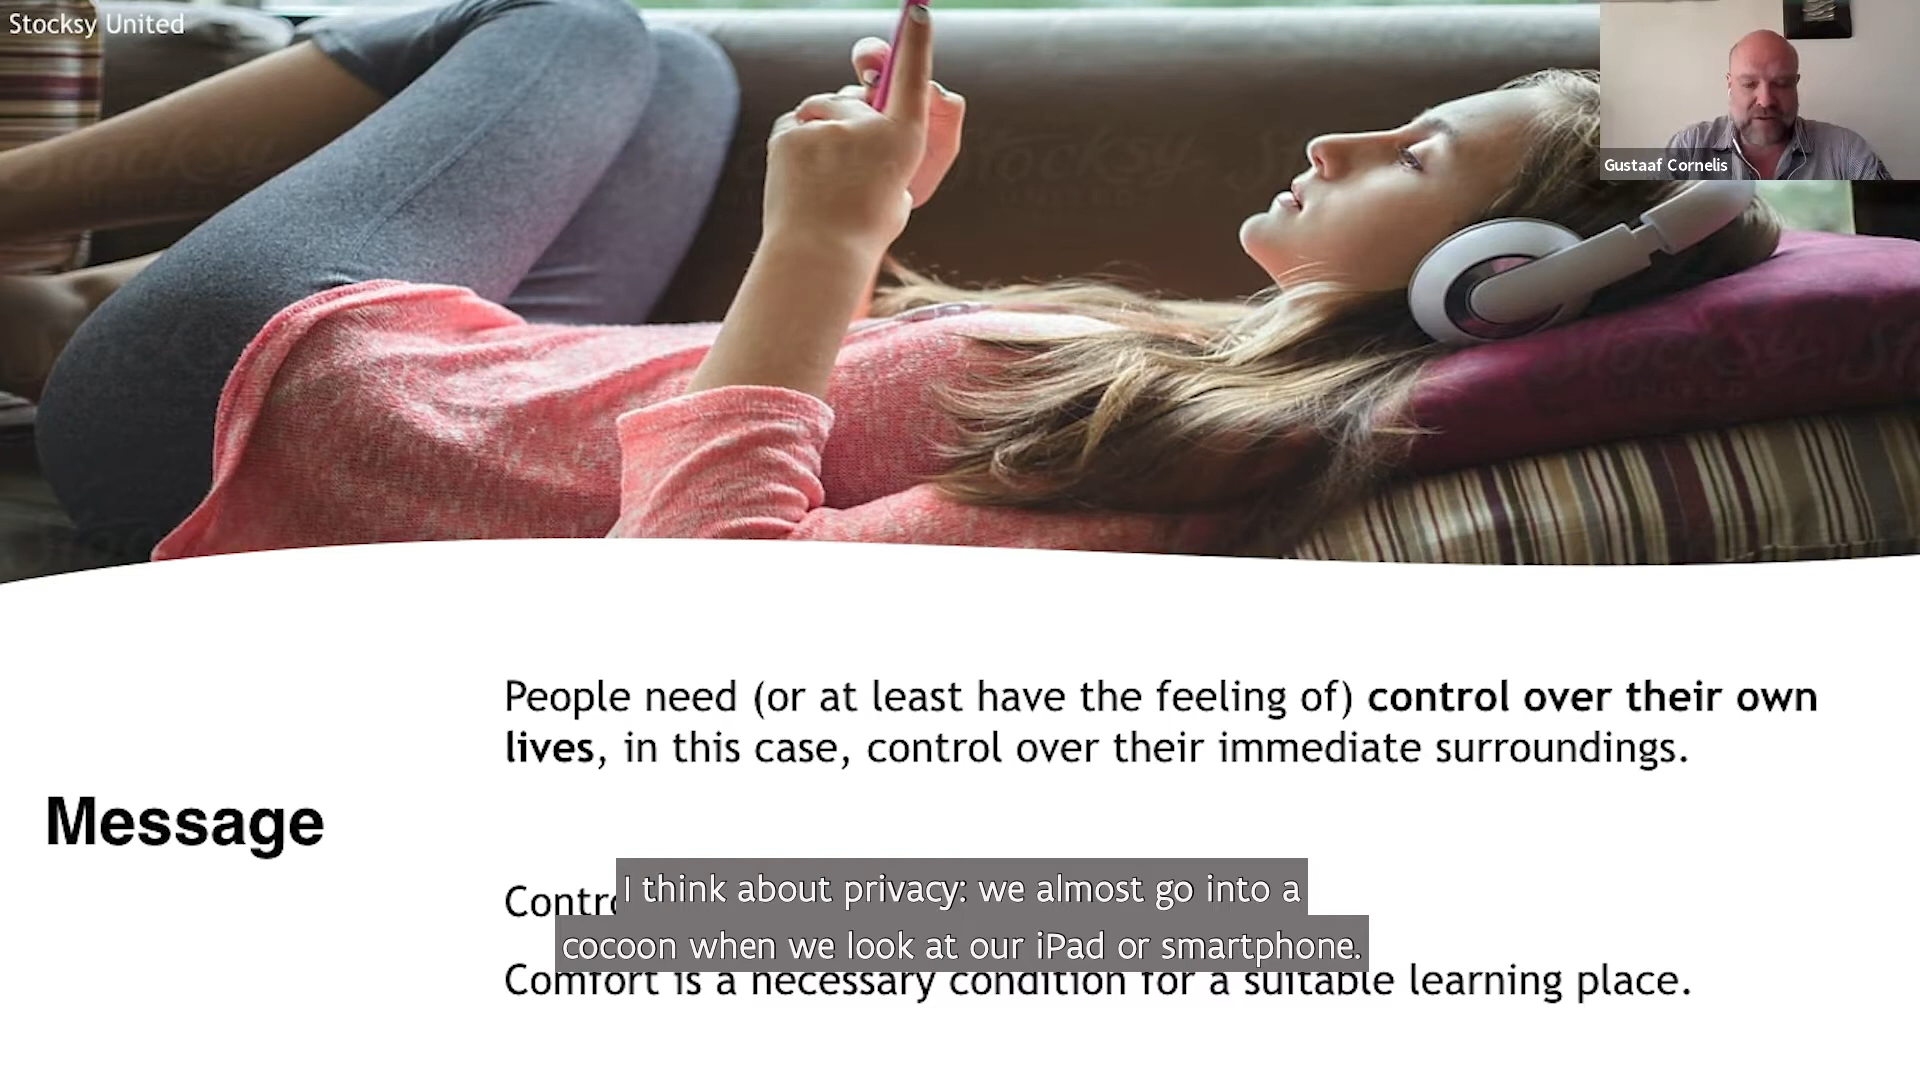 Stocksy United
Gustaaf Cornelis
People need (or at least have the feeling of) control over their own
lives, in this case, control over their immediate surroundings.
Message
I think about privacy: we almost go into a
cocoon when we look at our iPad or smartphone.
Comfort is a necessary condition for a suitable learning place.